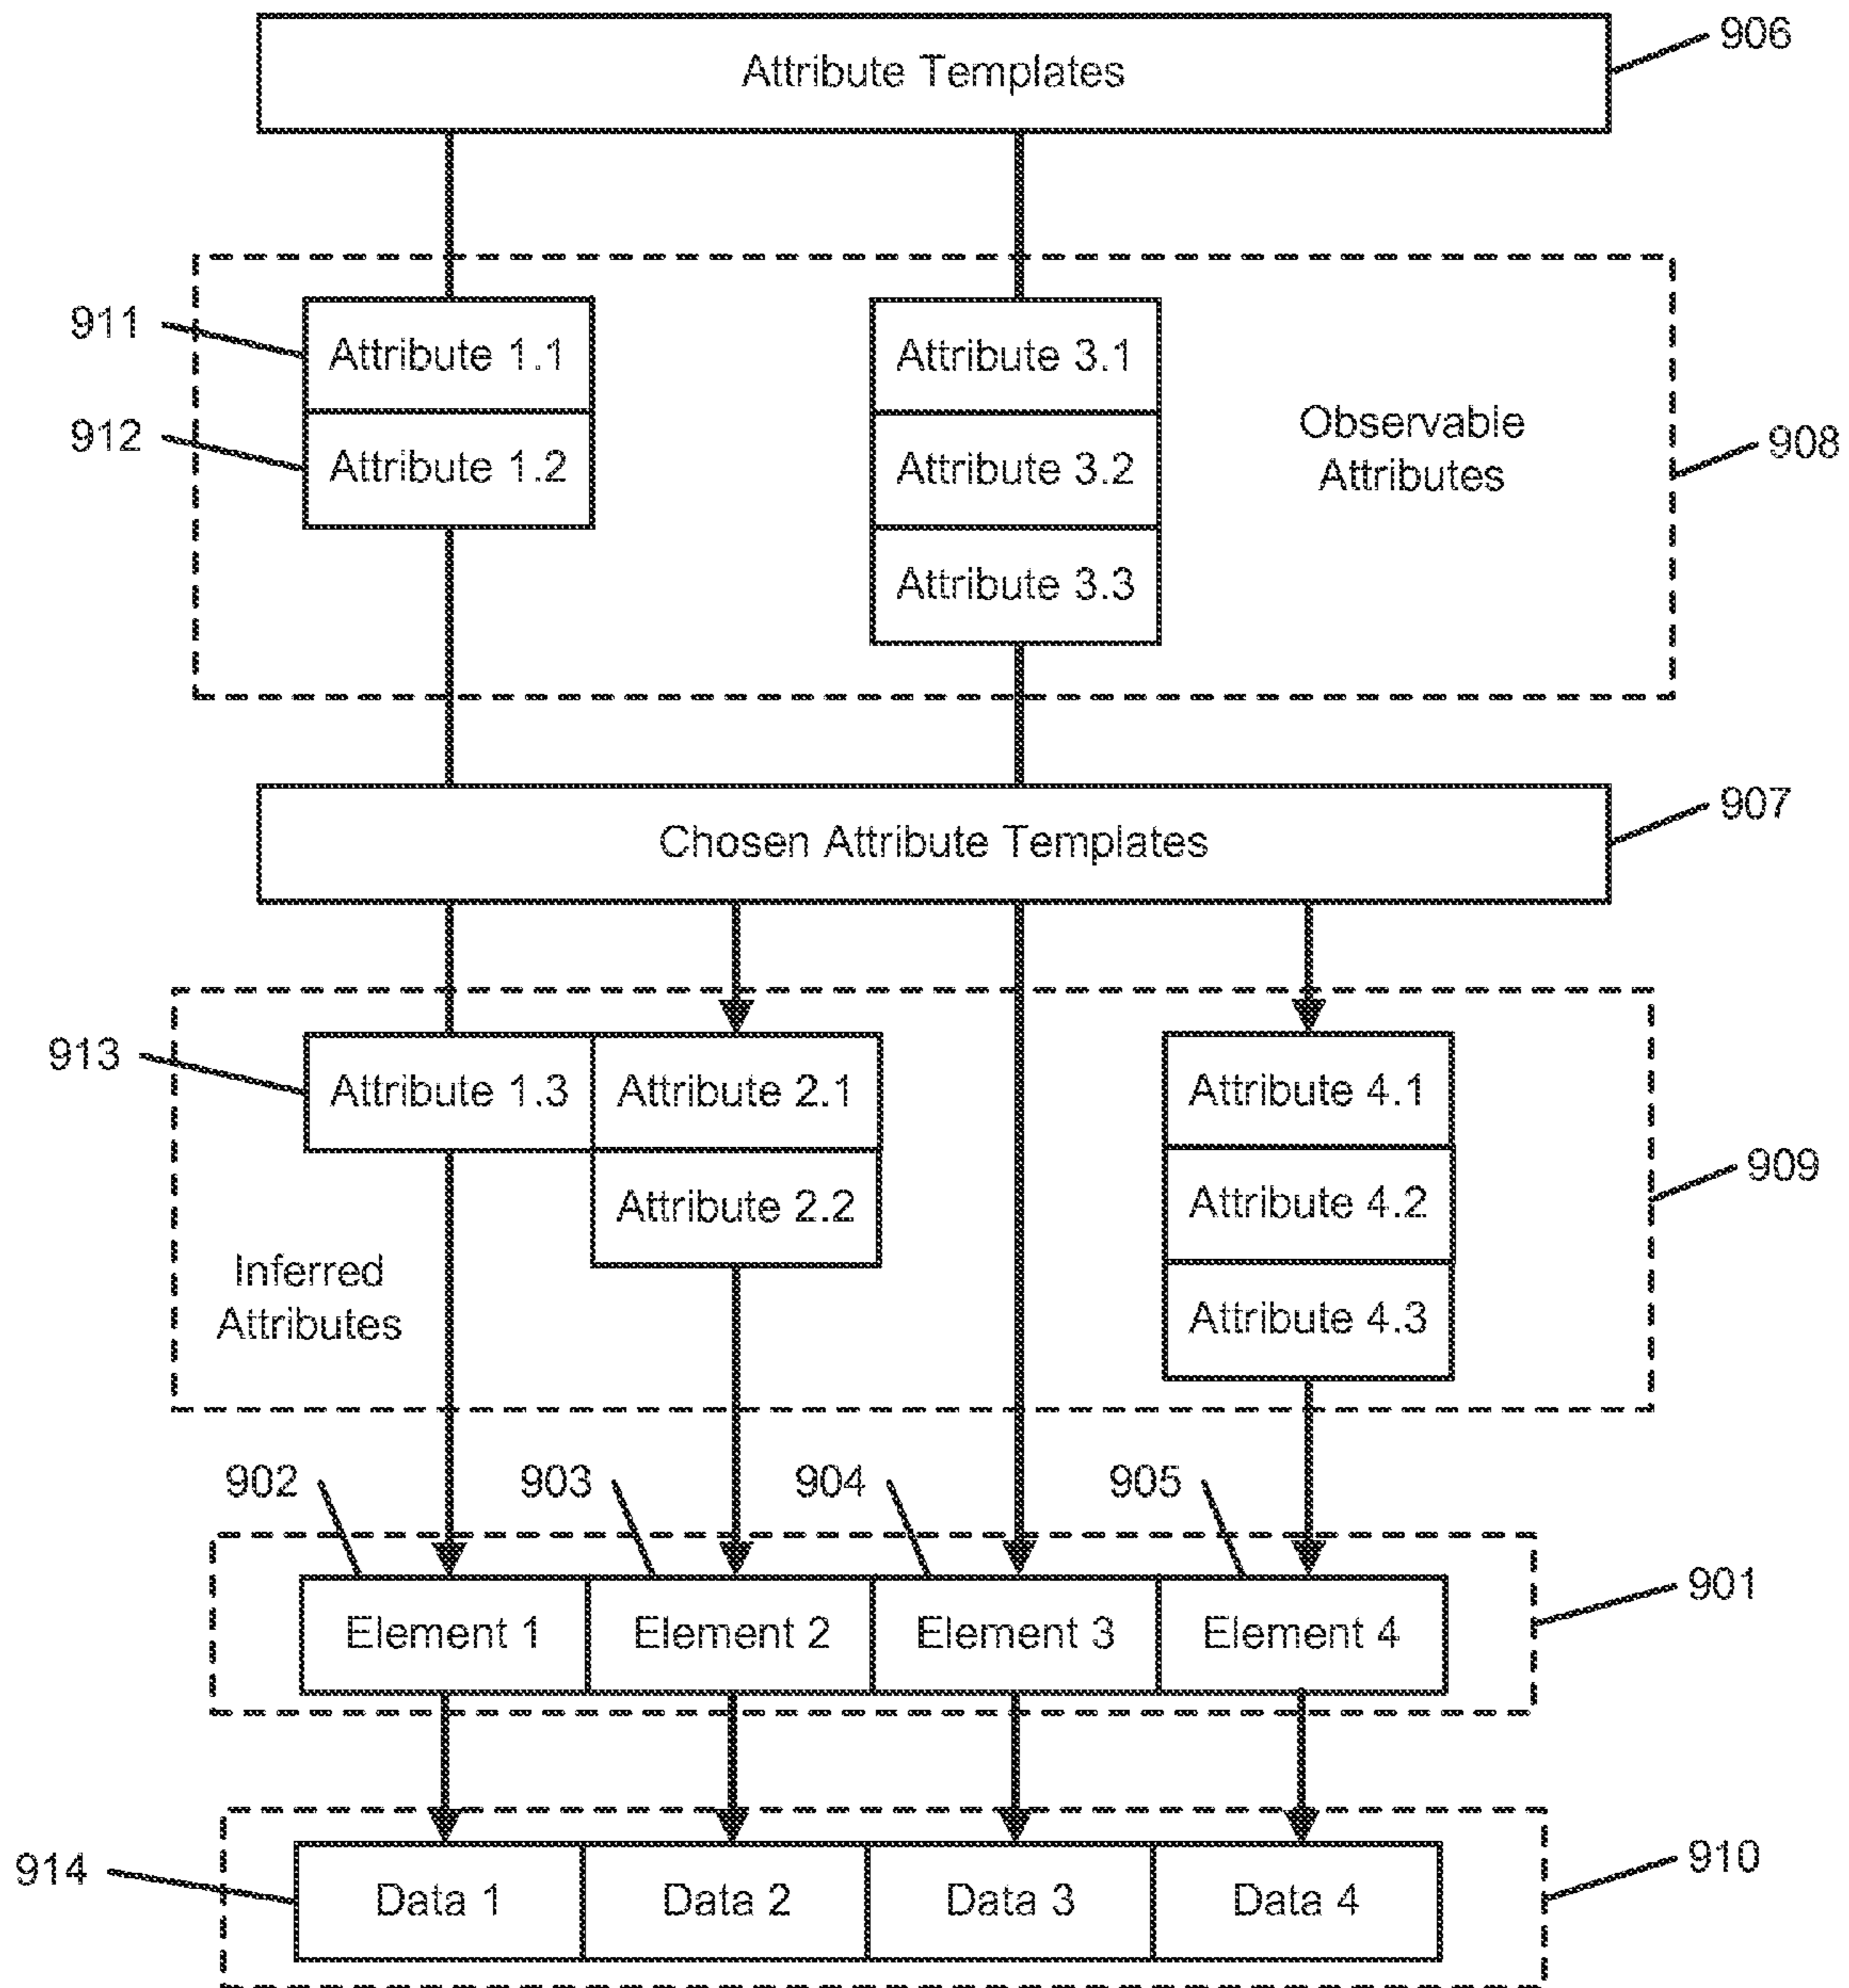 906
Attribute Templates
911
Attribute 1.1
Attribute 3.1
912
Attribute 1.2
Attribute 3.2
Observable
Attributes
908
Attribute 3.3
907
Chosen Attribute Templates
913
Attribute 1.3
Attribute 2.1
Attribute 4.1
Attribute 2.2
Attribute 4.2
909
Inferred
Attributes
Attribute 4.3
902
903
904
905
901
Element 1
Element 2
Element 3
Element 4
914
910
Data 1
Data 2
Data 3
Data 4